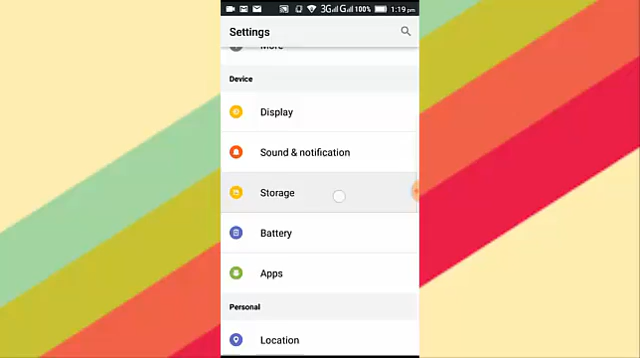 3G G 100% 1:19 pm
Settings
More
Device
Display
Sound & notification
Storage
Battery
Apps
Personal
Location